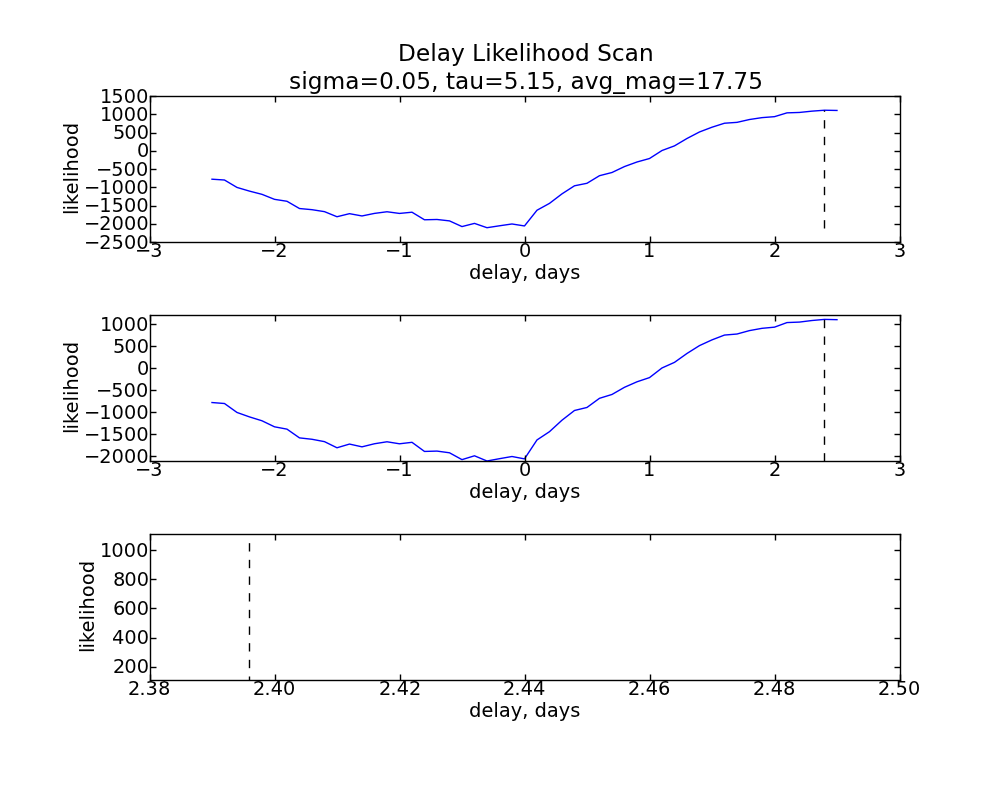 Delay Likelihood Scan
sigma=0.05, tau=5.15, avg_mag=17.75
1500
1000
500
0
−500
−1000
−1500
−2000
−2500
likelihood
−3 −2 −1 0 1 2 3
delay, days
1000
500
0
−500
−1000
−1500
−2000
likelihood
−3 −2 −1 0 1 2 3
delay, days
1000
800
600
400
200
likelihood
2.38 2.40 2.42 2.44 2.46 2.48 2.50
delay, days